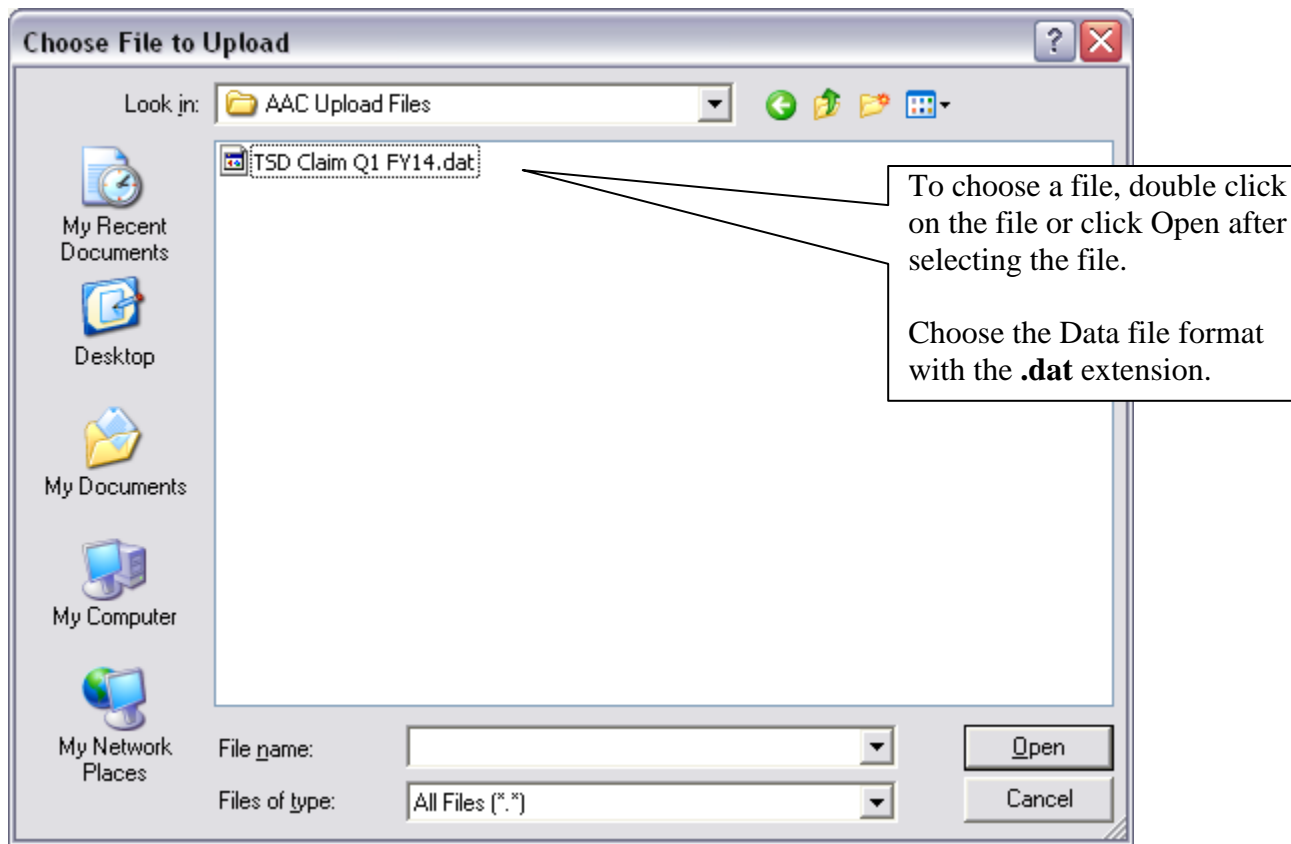 Choose File to Upload
Look in:
AAC Upload Files
TSD Claim Q1 FY14.dat
To choose a file, double click
on the file or click Open after
selecting the file.
Choose the Data file format
with the .dat extension.
My Recent
Documents
Desktop
My Documents
My Computer
My Network
Places
File name:
Open
Files of type:
All Files (*.*)
Cancel